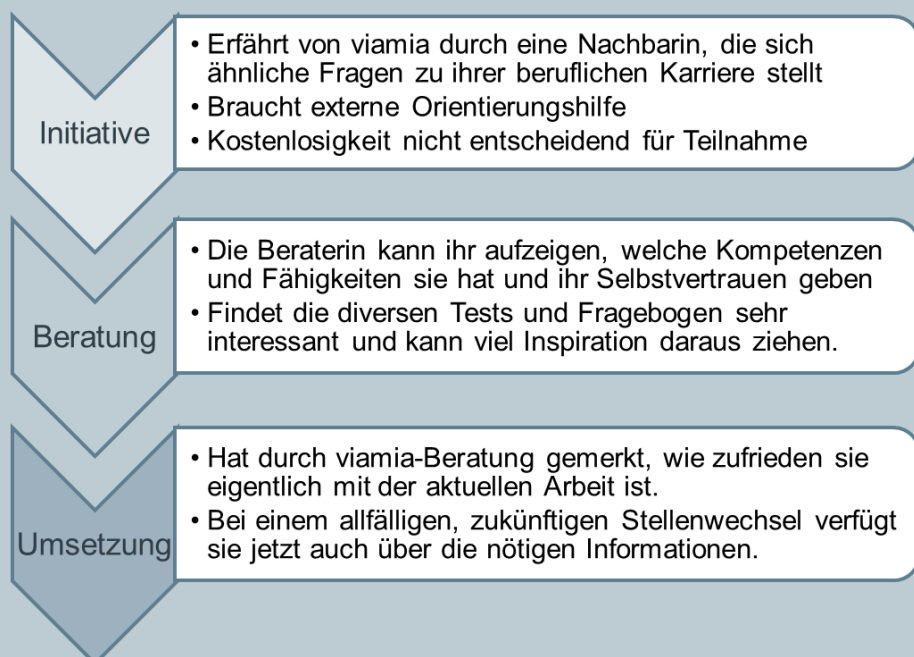 Initiative
• Erfährt von viamia durch eine Nachbarin, die sich
ähnliche Fragen zu ihrer beruflichen Karriere stellt
• Braucht externe Orientierungshilfe
• Kostenlosigkeit nicht entscheidend für Teilnahme
Beratung
• Die Beraterin kann ihr aufzeigen, welche Kompetenzen
und Fähigkeiten sie hat und ihr Selbstvertrauen geben
• Findet die diversen Tests und Fragebogen sehr
interessant und kann viel Inspiration daraus ziehen.
Umsetzung
• Hat durch viamia-Beratung gemerkt, wie zufrieden sie
eigentlich mit der aktuellen Arbeit ist.
• Bei einem allfälligen, zukünftigen Stellenwechsel verfügt
sie jetzt auch über die nötigen Informationen.